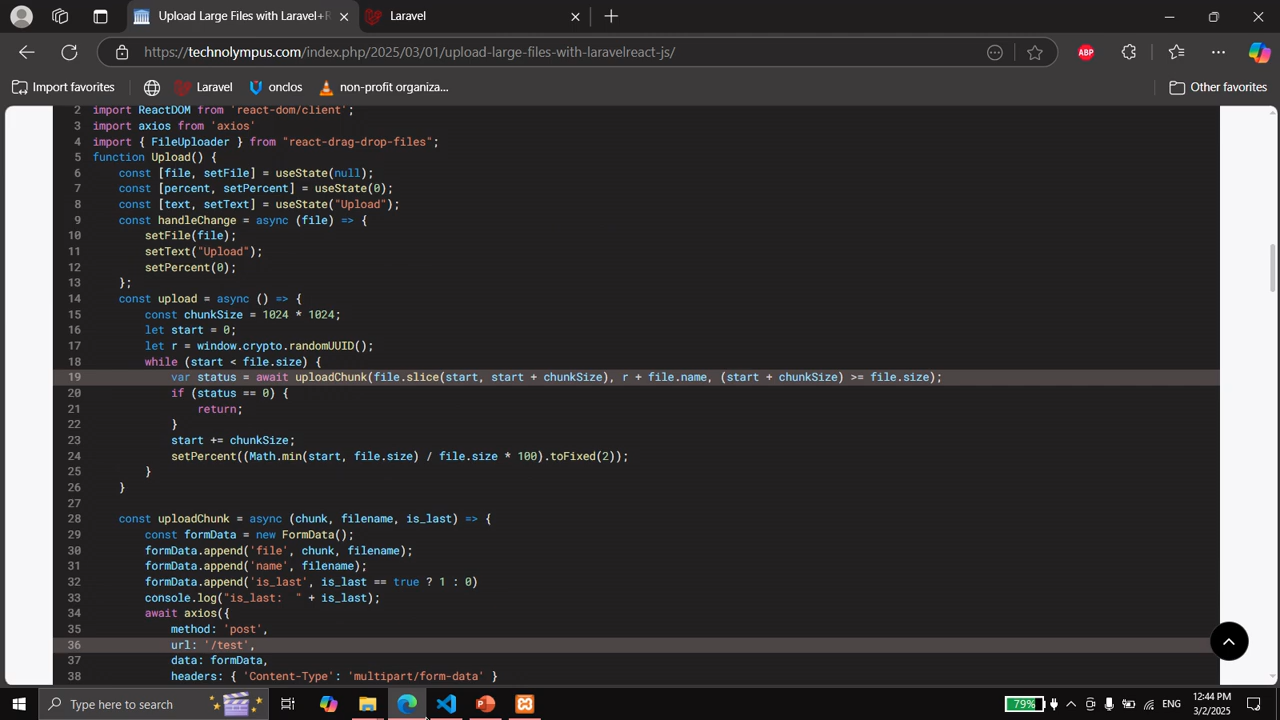 Upload Large Files with Laravel+R
Laravel
https://technolympus.com/index.php/2025/03/01/upload-large-files-with-laravelreact-js/
ABP
Import favorites
Laravel
onclos
non-profit organiza...
Other favorites
2 import ReactDOM from 'react-dom/client';
3 import axios from 'axios'
4 import { FileUploader } from "react-drag-drop-files";
5 function Upload() {
6 const [file, setFile] = useState(null);
7 const [percent, setPercent] = useState(0);
8 const [text, setText] = useState("Upload");
9 const handleChange = async (file) => {
10 setFile(file);
11 setText("Upload");
12 setPercent(0);
13 };
14 const upload = async () => {
15 const chunkSize = 1024 * 1024;
16 let start = 0;
17 let r = window.crypto.randomUUID();
18 while (start < file.size) {
19 var status = await uploadChunk(file.slice(start, start + chunkSize), r + file.name, (start + chunkSize) >= file.size);
20 if (status == 0) {
21 return;
22 }
23 start += chunkSize;
24 setPercent((Math.min(start, file.size) / file.size * 100).toFixed(2));
25 }
26 }
27
28 const uploadChunk = async (chunk, filename, is_last) => {
29 const formData = new FormData();
30 formData.append('file', chunk, filename);
31 formData.append('name', filename);
32 formData.append('is_last', is_last == true ? 1 : 0)
33 console.log("is_last:  " + is_last);
34 await axios({
35 method: 'post',
36 url: '/test',
37 data: formData,
38 headers: { 'Content-Type': 'multipart/form-data' }
Type here to search
79%
ENG
12:44 PM
3/2/2025